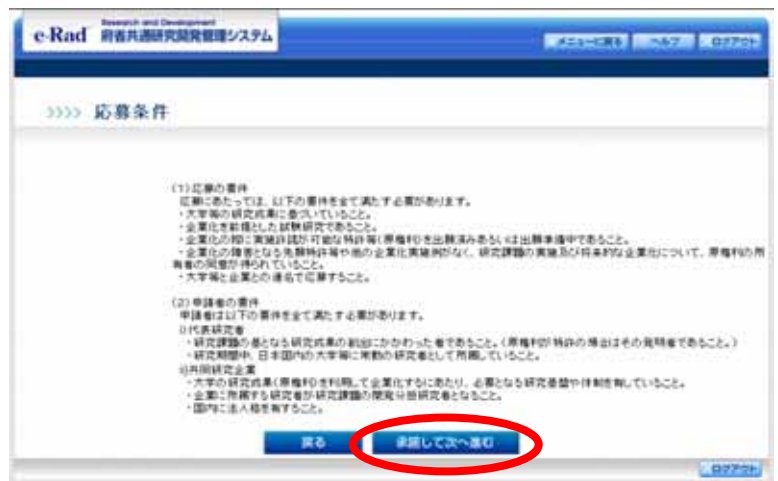 Research and Development
e-Rad 府省共通研究開発管理システム
メニューに戻る ヘルプ ログアウト
>>>> 応募条件
(1)応募の要件
応募にあたっては、以下の要件を全て満たす必要があります。
・大学等の研究成果に基づいていること。
・企業化を前提とした試験研究であること。
・企業化の際に実施許諾が可能な特許等(原権利)を出願済みあるいは出願準備中であること。
・企業化の障害となる先願特許等や他の企業化実施例がなく、研究課題の実施及び将来的な企業化について、原権利の所
有者の同意が得られていること。
・大学等と企業との連名で応募すること。
(2)申請者の要件
申請者は以下の要件を全て満たす必要があります。
i)代表研究者
・研究課題の基となる研究成果の創出にかかわった者であること。(原権利が特許の場合はその発明者であること。)
・研究期間中、日本国内の大学等に常勤の研究者として所属していること。
ii)共同研究企業
・大学の研究成果(原権利)を利用して企業化するにあたり、必要となる研究基盤や体制を有していること。
・企業に所属する研究者が研究課題の開発分担研究者となること。
・国内に法人格を有すること。
戻る 承諾して次へ進む
ログアウト